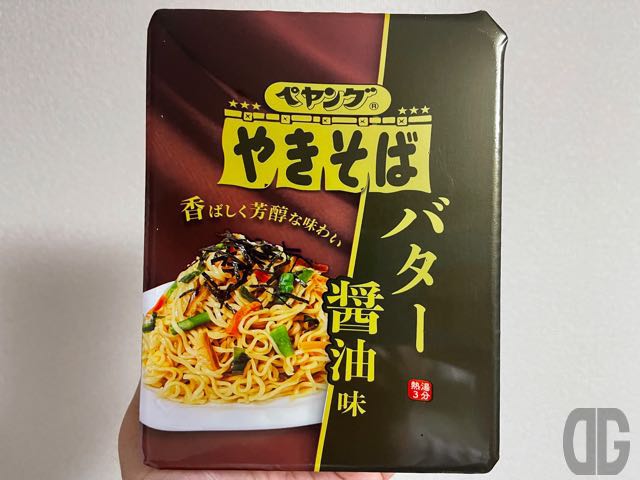 ペヤング®
やきそば
香ばしく芳醇な味わい
バター
醤油味
熱湯
3分
DG